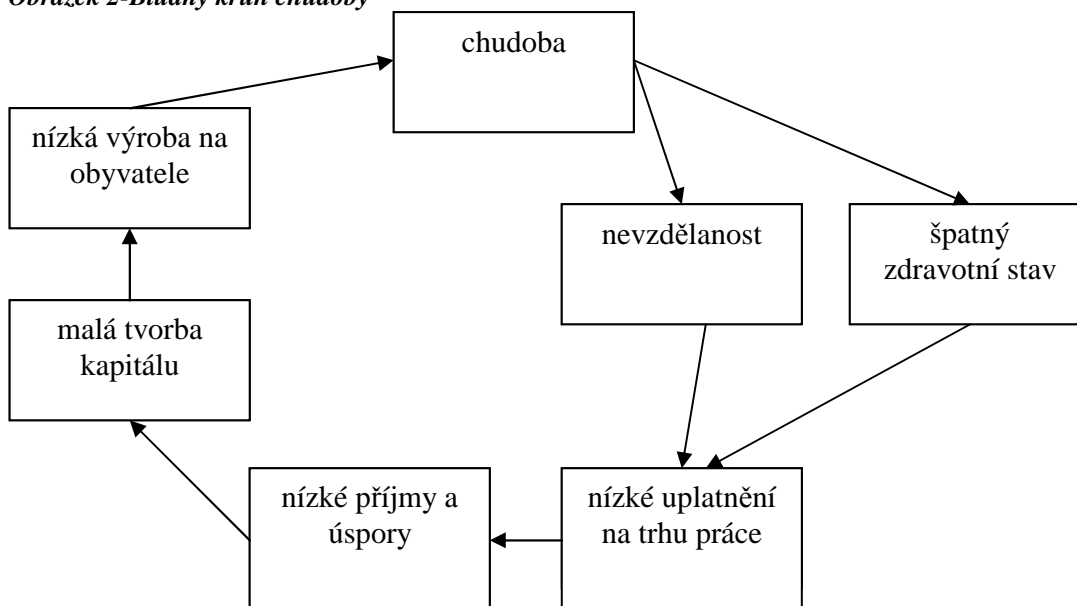 Obrázek 2-Bludný kruh chudoby
chudoba
nízká výroba na
obyvatele
nevzdělanost
špatný
zdravotní stav
malá tvorba
kapitálu
nízké příjmy a
úspory
nízké uplatnění
na trhu práce